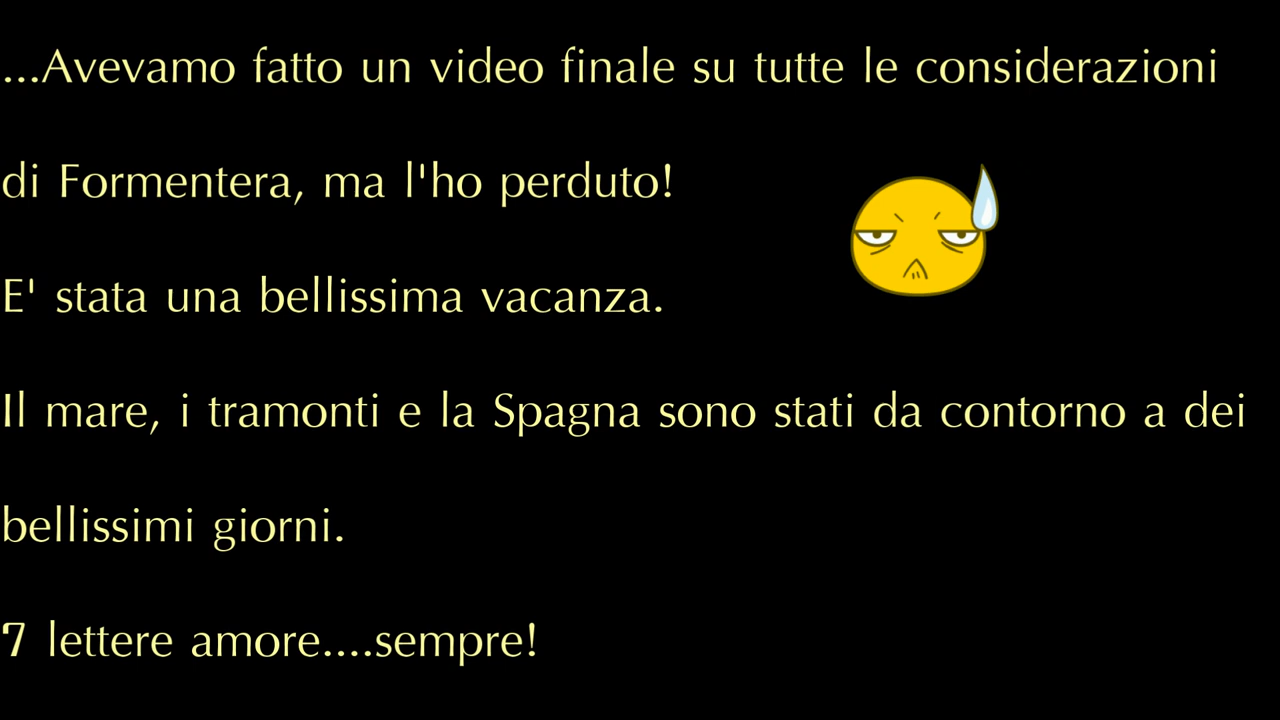 ...Avevamo fatto un video finale su tutte le considerazioni
di Formentera, ma l'ho perduto!
E' stata una bellissima vacanza.
Il mare, i tramonti e la Spagna sono stati da contorno a dei
bellissimi giorni.
7 lettere amore....sempre!